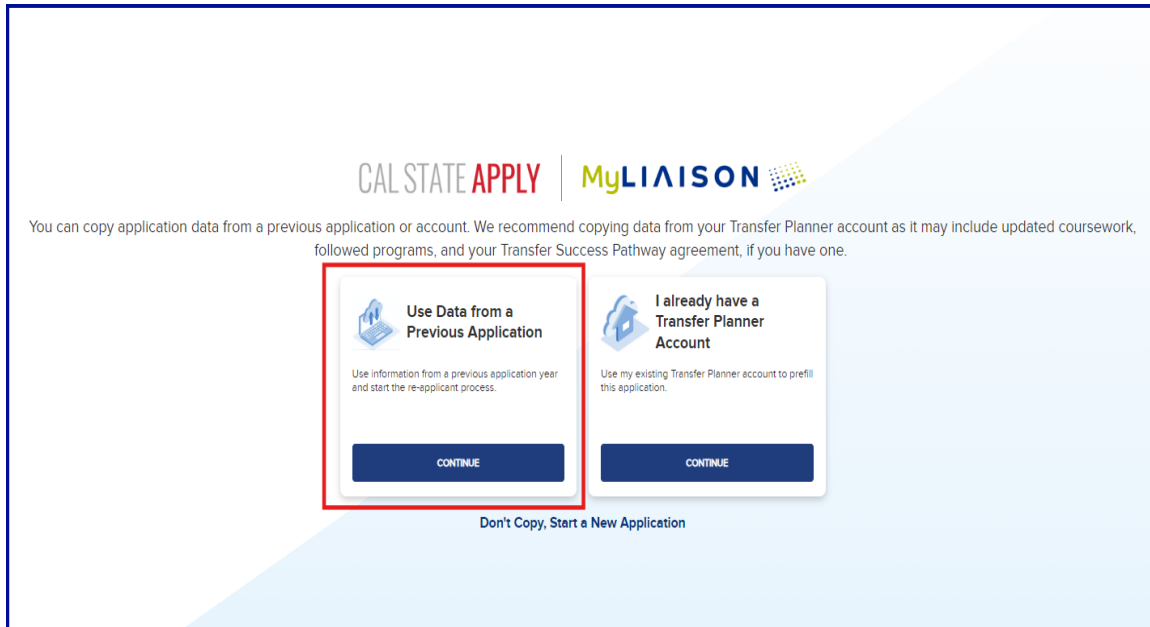 CAL STATE APPLY MyLIAISON
You can copy application data from a previous application or account. We recommend copying data from your Transfer Planner account as it may include updated coursework,
followed programs, and your Transfer Success Pathway agreement, if you have one.
Use Data from a
Previous Application
Use information from a previous application year
and start the re-applicant process.
CONTINUE
I already have a
Transfer Planner
Account
Use my existing Transfer Planner account to prefill
this application.
CONTINUE
Don't Copy, Start a New Application